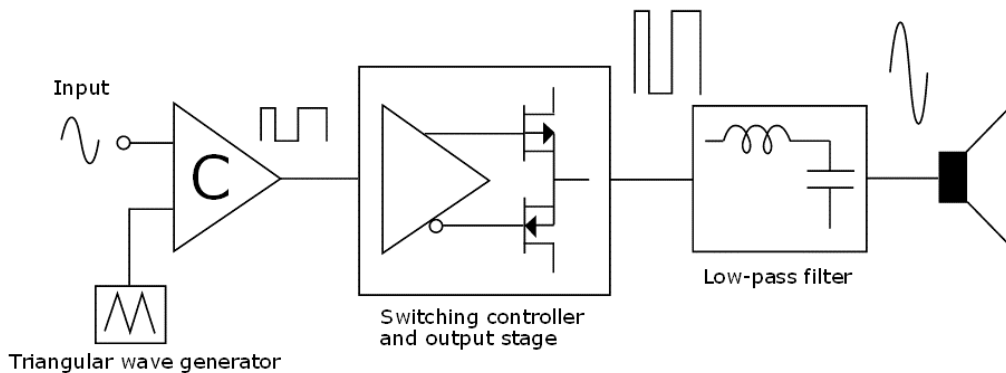 Input
C
Triangular wave generator
Switching controller
and output stage
Low-pass filter